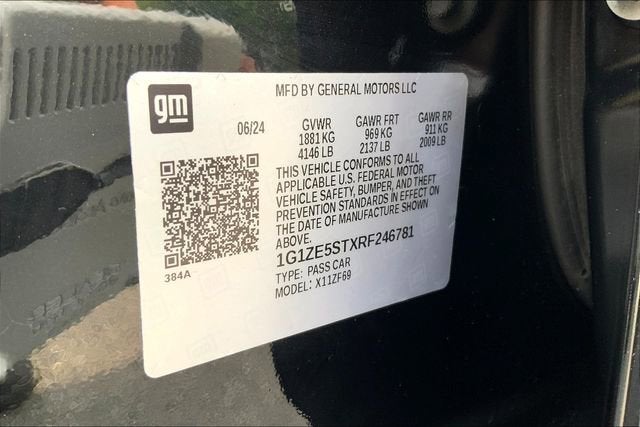 gm
MFD BY GENERAL MOTORS LLC
06/24 GVWR GAWR FRT GAWR RR
1881 KG 969 KG 911 KG
4146 LB 2137 LB 2009 LB
THIS VEHICLE CONFORMS TO ALL
APPLICABLE U.S. FEDERAL MOTOR
VEHICLE SAFETY, BUMPER, AND THEFT
PREVENTION STANDARDS IN EFFECT ON
THE DATE OF MANUFACTURE SHOWN
ABOVE.
1G1ZE5STXRF246781
384A
TYPE: PASS CAR
MODEL: X11ZF69